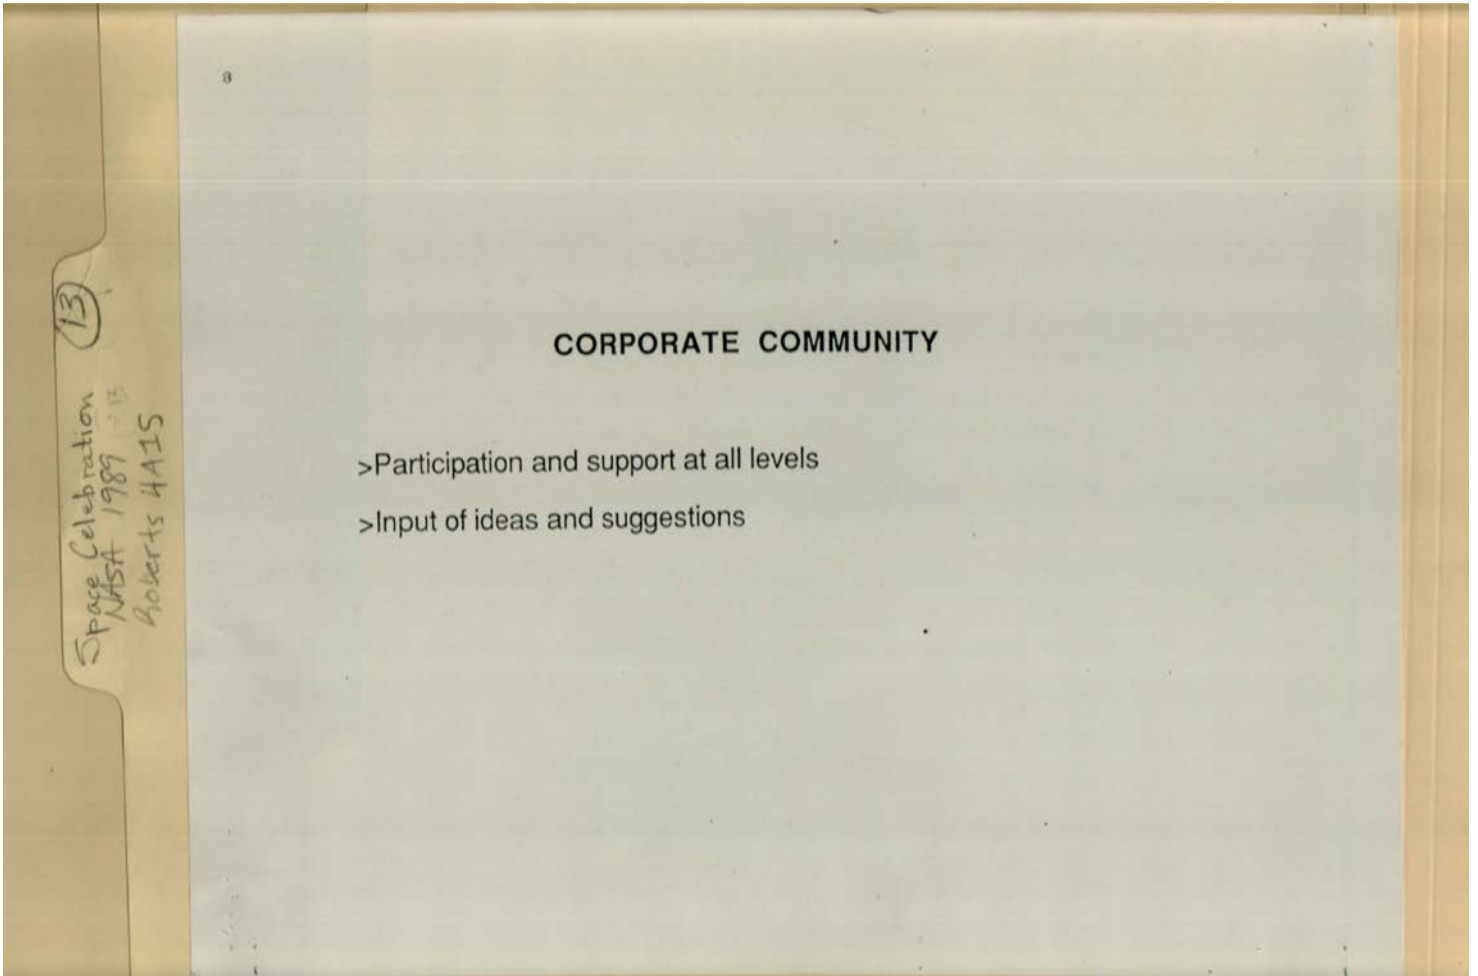 8
CORPORATE COMMUNITY
>Participation and support at all levels
>Input of ideas and suggestions
13
Space Celebration
NASA 1989
Roberts 4A15